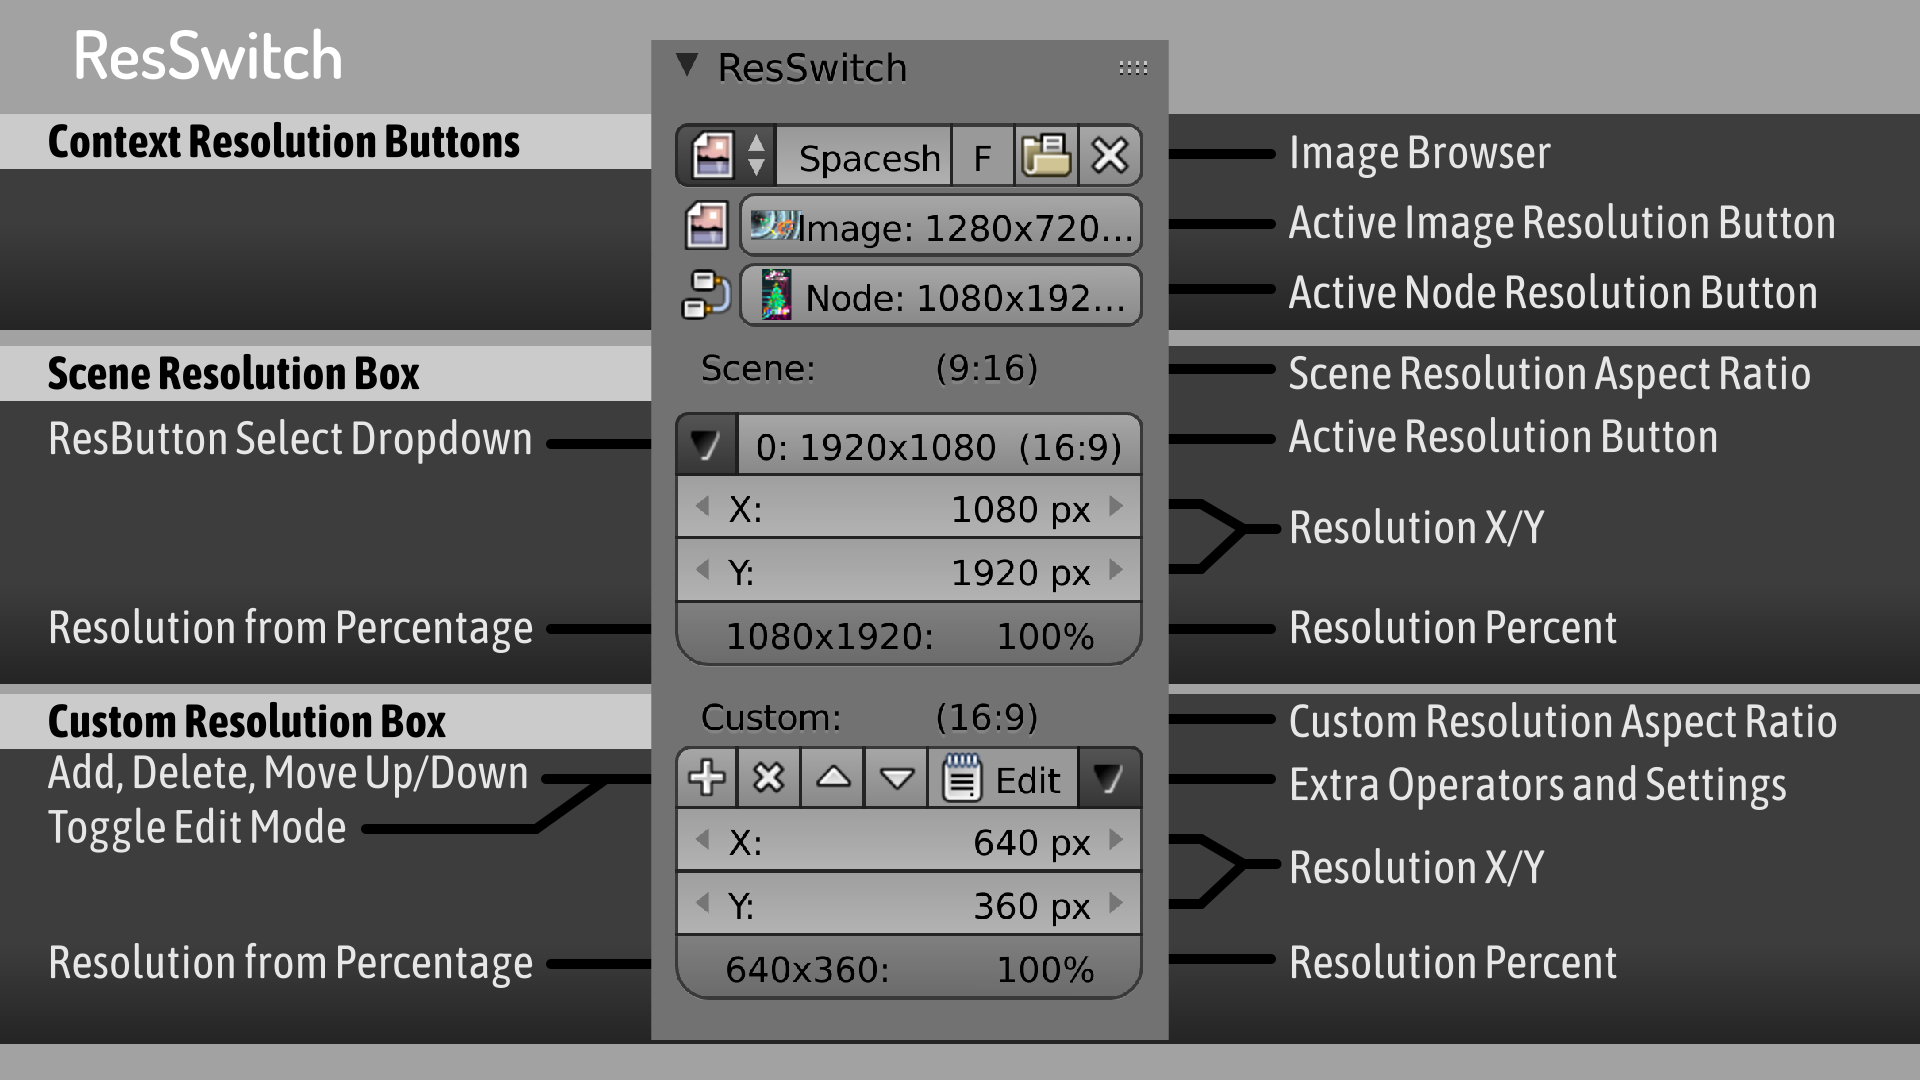 ResSwitch
ResSwitch
Context Resolution Buttons
Spacesh F
Image Browser
Image: 1280x720...
Active Image Resolution Button
Node: 1080x192...
Active Node Resolution Button
Scene Resolution Box
Scene: (9:16)
Scene Resolution Aspect Ratio
ResButton Select Dropdown
0: 1920x1080 (16:9)
Active Resolution Button
X: 1080 px
Y: 1920 px
Resolution X/Y
Resolution from Percentage
1080x1920: 100%
Resolution Percent
Custom Resolution Box
Custom: (16:9)
Custom Resolution Aspect Ratio
Add, Delete, Move Up/Down
Toggle Edit Mode
Edit
Extra Operators and Settings
X: 640 px
Y: 360 px
Resolution X/Y
Resolution from Percentage
640x360: 100%
Resolution Percent